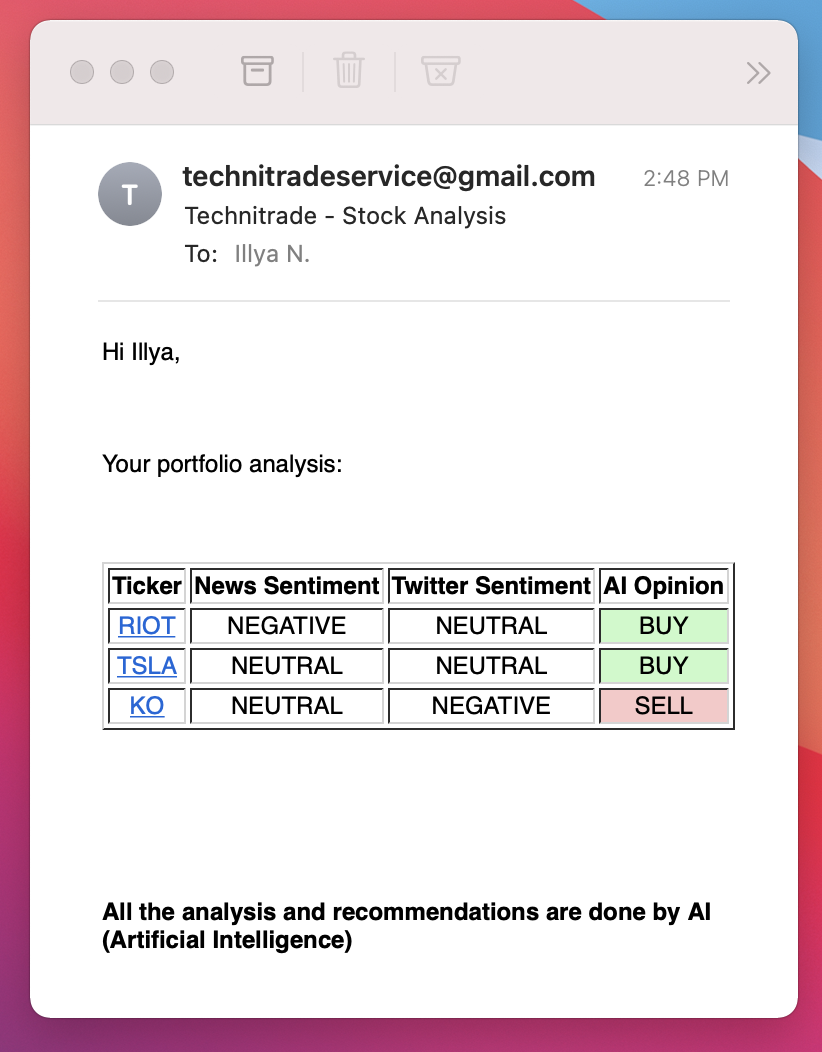 T
technitradeservice@gmail.com 2:48 PM
Technitrade - Stock Analysis
To: Illya N.
Hi Illya,
Your portfolio analysis:
Ticker News Sentiment Twitter Sentiment AI Opinion
RIOT NEGATIVE NEUTRAL BUY
TSLA NEUTRAL NEUTRAL BUY
KO NEUTRAL NEGATIVE SELL
All the analysis and recommendations are done by AI
(Artificial Intelligence)